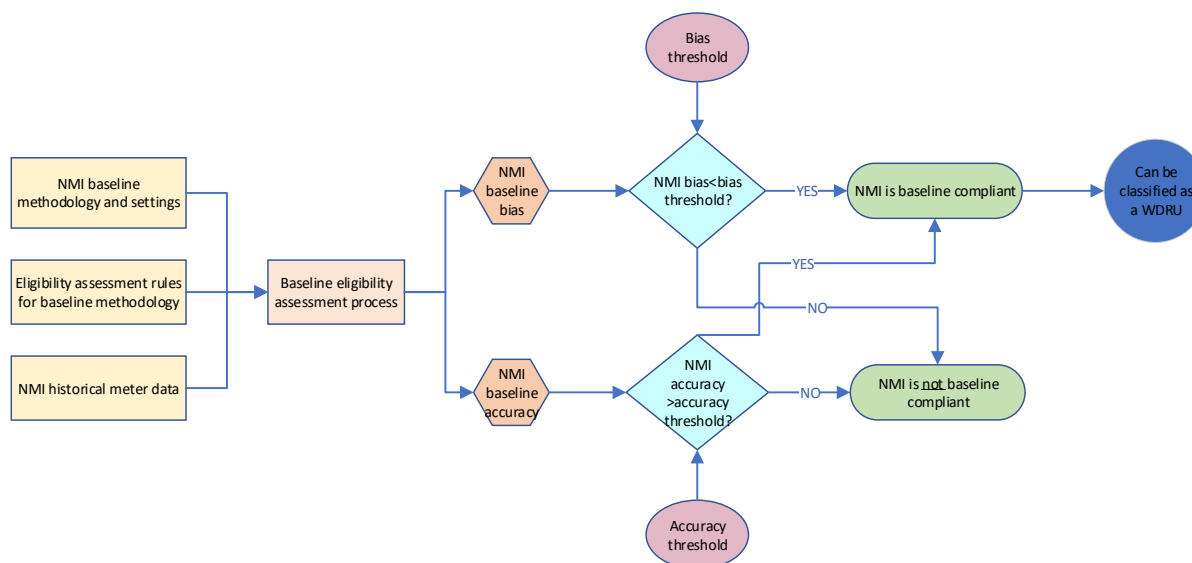 Bias
threshold
NMI baseline
methodology and settings
NMI
baseline
bias
NMI bias<bias
threshold?
YES
NMI is baseline compliant
Can be
classified as
a WDRU
Eligibility assessment rules
for baseline methodology
Baseline eligibility
assessment process
YES
NO
NMI historical meter data
NMI
baseline
accuracy
NMI
accuracy
>accuracy
threshold?
NO
NMI is not baseline
compliant
Accuracy
threshold